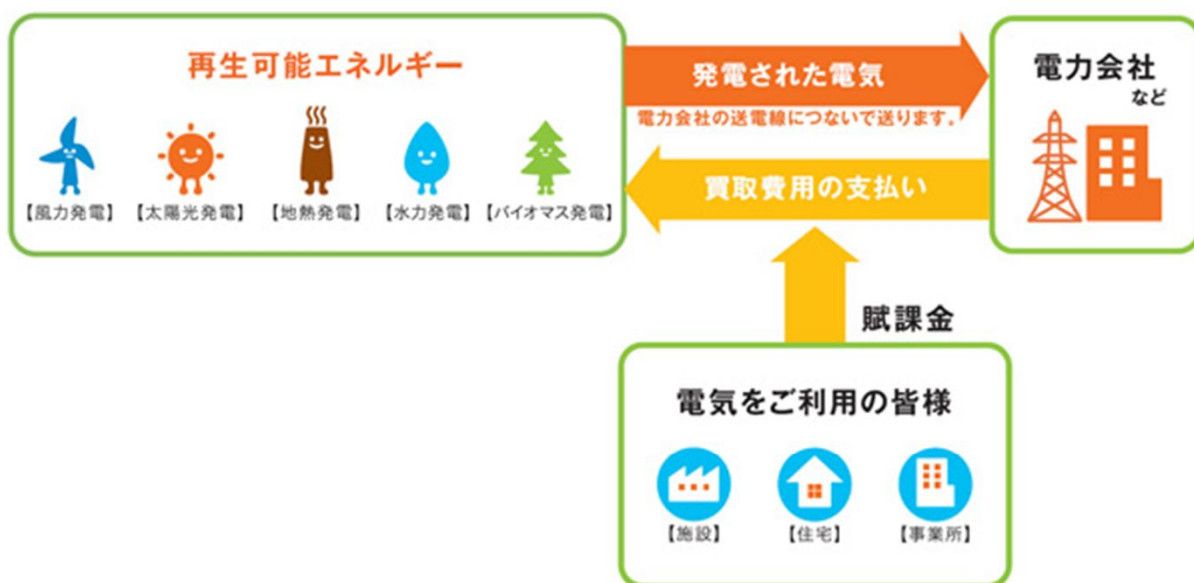 再生可能エネルギー
【風力発電】
【太陽光発電】
【地熱発電】
【水力発電】
【バイオマス発電】
発電された電気
電力会社の送電線につないで送ります。
買取費用の支払い
電力会社
など
賦課金
電気をご利用の皆様
【施設】
【住宅】
【事業所】